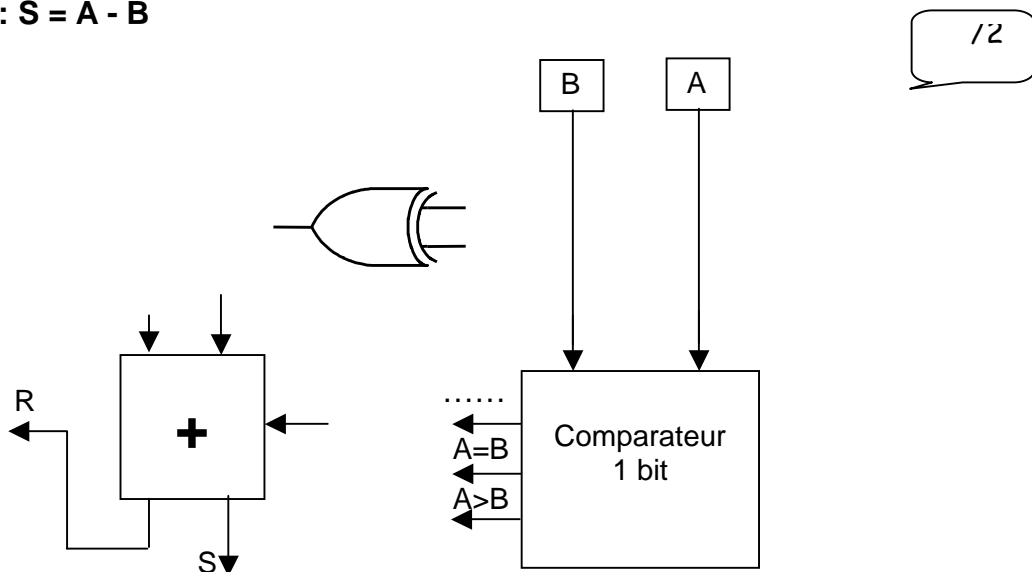 : S = A - B
/2
B
A
R
+
......
A=B
A>B
Comparateur
1 bit
S